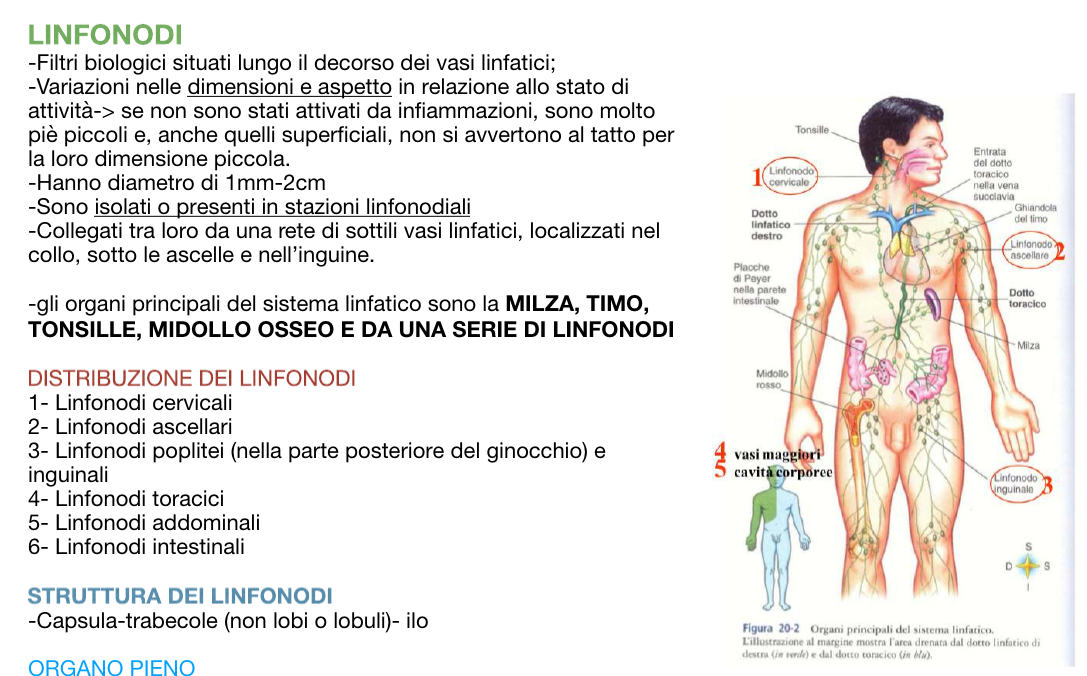 LINFONODI
-Filtri biologici situati lungo il decorso dei vasi linfatici;
-Variazioni nelle dimensioni e aspetto in relazione allo stato di
attività-> se non sono stati attivati da infiammazioni, sono molto
piè piccoli e, anche quelli superficiali, non si avvertono al tatto per
la loro dimensione piccola.
-Hanno diametro di 1mm-2cm
-Sono isolati o presenti in stazioni linfonodiali
-Collegati tra loro da una rete di sottili vasi linfatici, localizzati nel
collo, sotto le ascelle e nell’inguine.
-gli organi principali del sistema linfatico sono la MILZA, TIMO,
TONSILLE, MIDOLLO OSSEO E DA UNA SERIE DI LINFONODI
DISTRIBUZIONE DEI LINFONODI
1- Linfonodi cervicali
2- Linfonodi ascellari
3- Linfonodi poplitei (nella parte posteriore del ginocchio) e
inguinali
4- Linfonodi toracici
5- Linfonodi addominali
6- Linfonodi intestinali
STRUTTURA DEI LINFONODI
-Capsula-trabecole (non lobi o lobuli)- ilo
ORGANO PIENO
Tonsille
1 Linfonodo
cervicale
Entrata
del dotto
toracico
nella vena
succlavia
Ghiandola
del timo
Dotto
linfatico
destro
Linfonodo
ascellare 2
Placche
di Peyer
nella parete
intestinale
Dotto
toracico
Milza
Midollo
rosso
4 vasi maggiori
5 cavità corporee
Linfonodo
inguinale 3
S
D S
I
Figura 20-2 Organi principali del sistema linfatico.
L'illustrazione al margine mostra l'area drenata dal dotto linfatico di
destra (in verde) e dal dotto toracico (in blu).